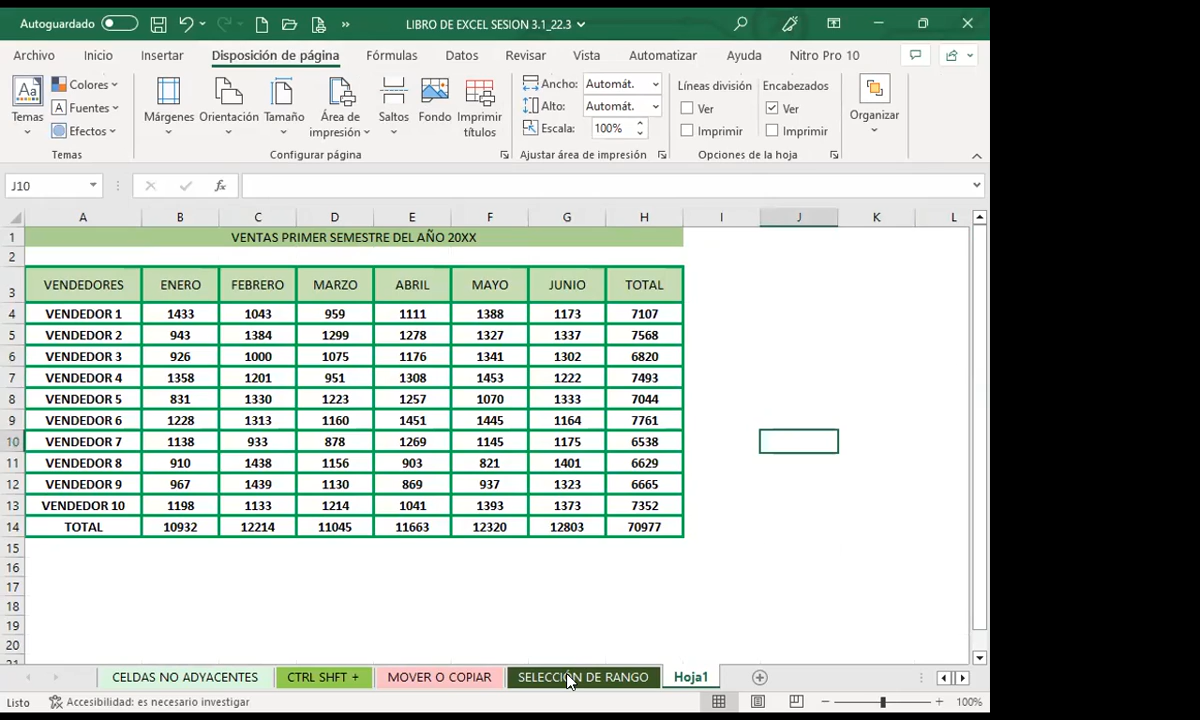 Autoguardado
LIBRO DE EXCEL SESION 3.1_22.3
Archivo Inicio Insertar Disposición de página Fórmulas Datos Revisar Vista Automatizar Ayuda Nitro Pro 10
Temas
Colores
Fuentes
Efectos
Temas
Márgenes
Orientación
Tamaño
Área de impresión
Saltos
Fondo
Imprimir títulos
Configurar página
Ancho: Automát.
Alto: Automát.
Escala: 100%
Ajustar área de impresión
Líneas división
Ver
Imprimir
Encabezados
Ver
Imprimir
Opciones de la hoja
Organizar
J10 fx
A B C D E F G H I J K L
1 VENTAS PRIMER SEMESTRE DEL AÑO 20XX
2
3 VENDEDORES ENERO FEBRERO MARZO ABRIL MAYO JUNIO TOTAL
4 VENDEDOR 1 1433 1043 959 1111 1388 1173 7107
5 VENDEDOR 2 943 1384 1299 1278 1327 1337 7568
6 VENDEDOR 3 926 1000 1075 1176 1341 1302 6820
7 VENDEDOR 4 1358 1201 951 1308 1453 1222 7493
8 VENDEDOR 5 831 1330 1223 1257 1070 1333 7044
9 VENDEDOR 6 1228 1313 1160 1451 1445 1164 7761
10 VENDEDOR 7 1138 933 878 1269 1145 1175 6538
11 VENDEDOR 8 910 1438 1156 903 821 1401 6629
12 VENDEDOR 9 967 1439 1130 869 937 1323 6665
13 VENDEDOR 10 1198 1133 1214 1041 1393 1373 7352
14 TOTAL 10932 12214 11045 11663 12320 12803 70977
15
16
17
18
19
20
21
CELDAS NO ADYACENTES CTRL SHFT + MOVER O COPIAR SELECCIÓN DE RANGO Hoja1
Listo Accesibilidad: es necesario investigar 100%